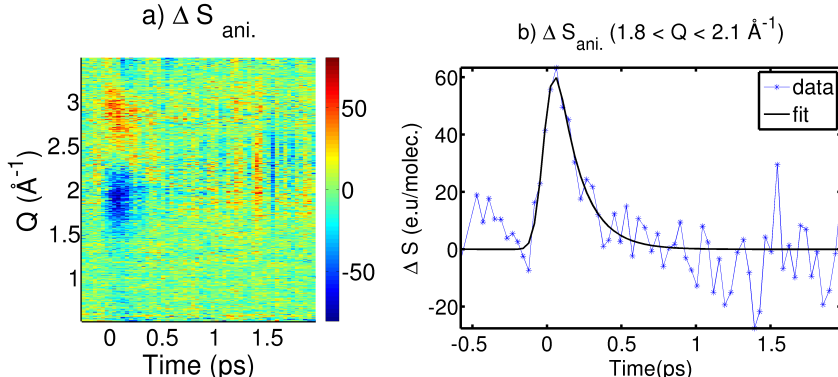 a) Δ S ani.
Q (Å⁻¹)
3
2.5
2
1.5
1
0 0.5 1 1.5
Time (ps)
50
0
-50
b) Δ S ani. (1.8 < Q < 2.1 Å⁻¹)
data
fit
Δ S (e.u/molec.)
60
40
20
0
-20
-0.5 0 0.5 1 1.5
Time(ps)